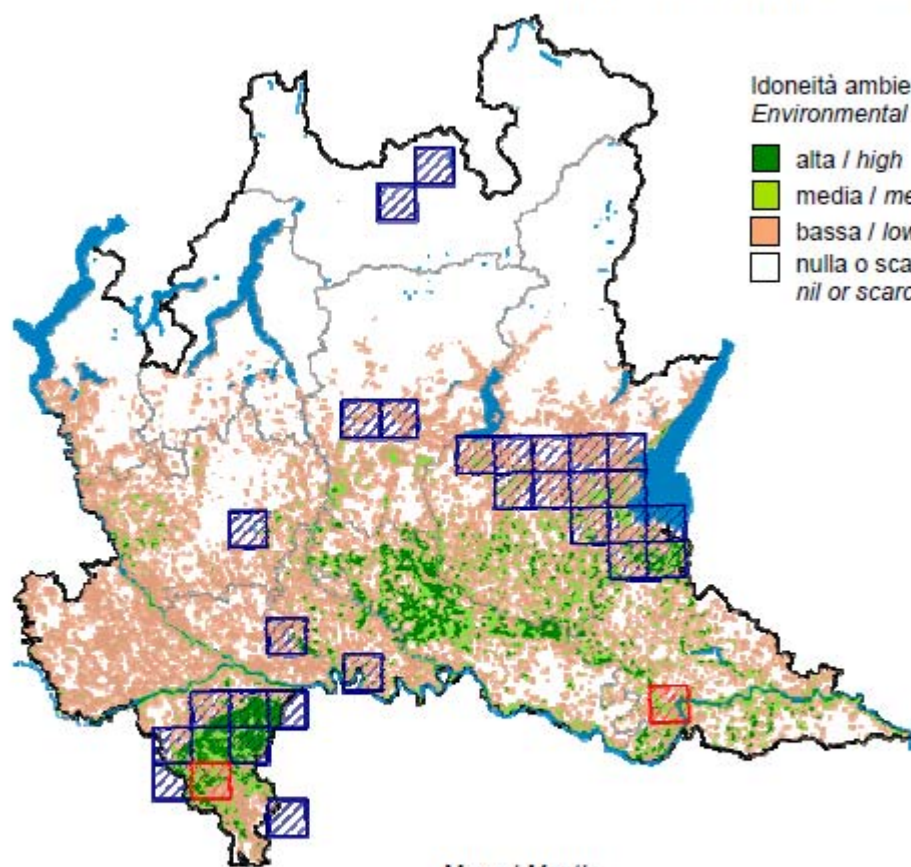 Idoneità ambie
Environmental
alta / high
media / me
bassa / low
nulla o sca
nil or scarc